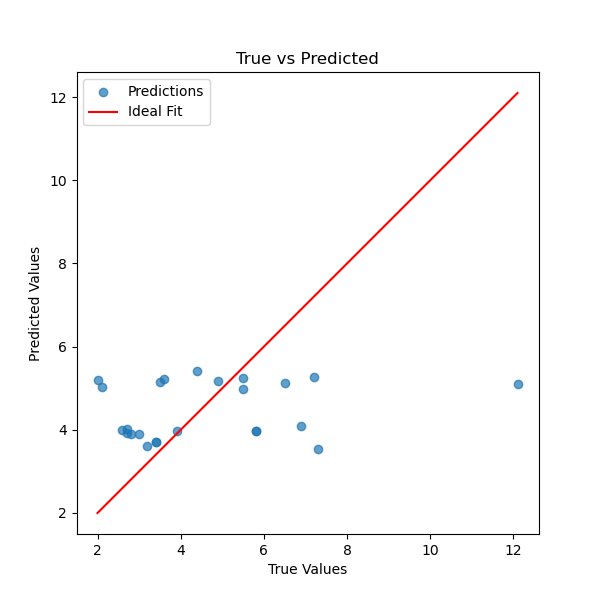 True vs Predicted
Predictions
Ideal Fit
12
10
8
6
4
2
Predicted Values
2 4 6 8 10 12
True Values